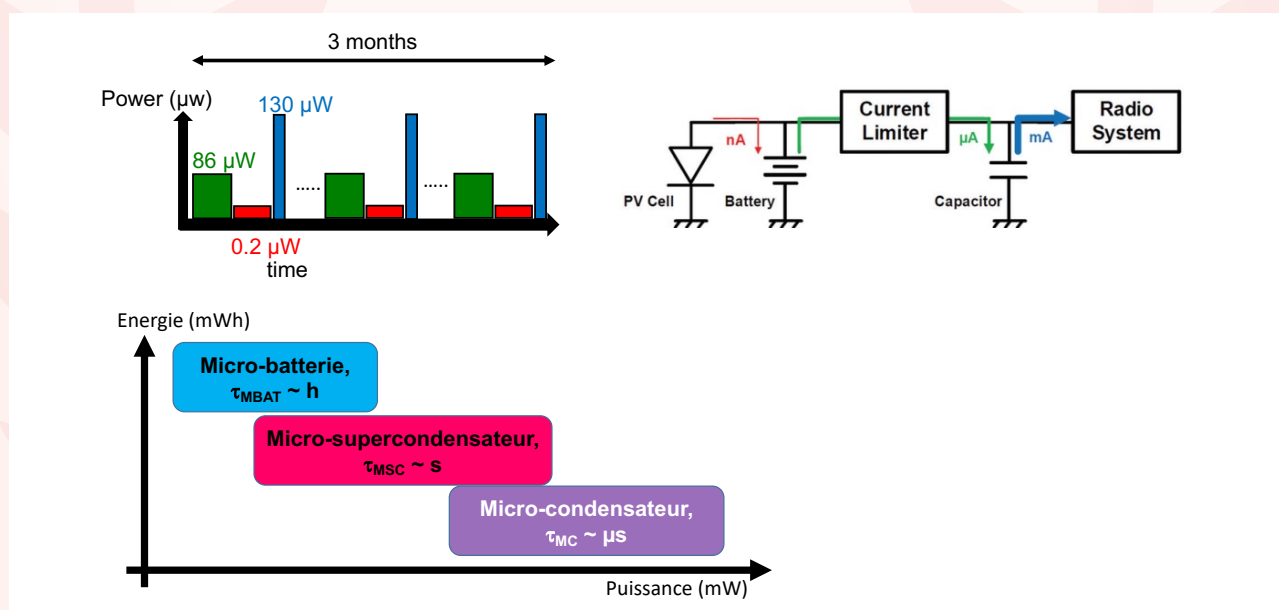 3 months
Power (µw)
130 µW
86 µW
.....
.....
0.2 µW
time
Current
Limiter
Radio
System
nA
µA
mA
PV Cell
Battery
Capacitor
Energie (mWh)
Micro-batterie,
τMBAT ~ h
Micro-supercondensateur,
τMSC ~ s
Micro-condensateur,
τMC ~ µs
Puissance (mW)